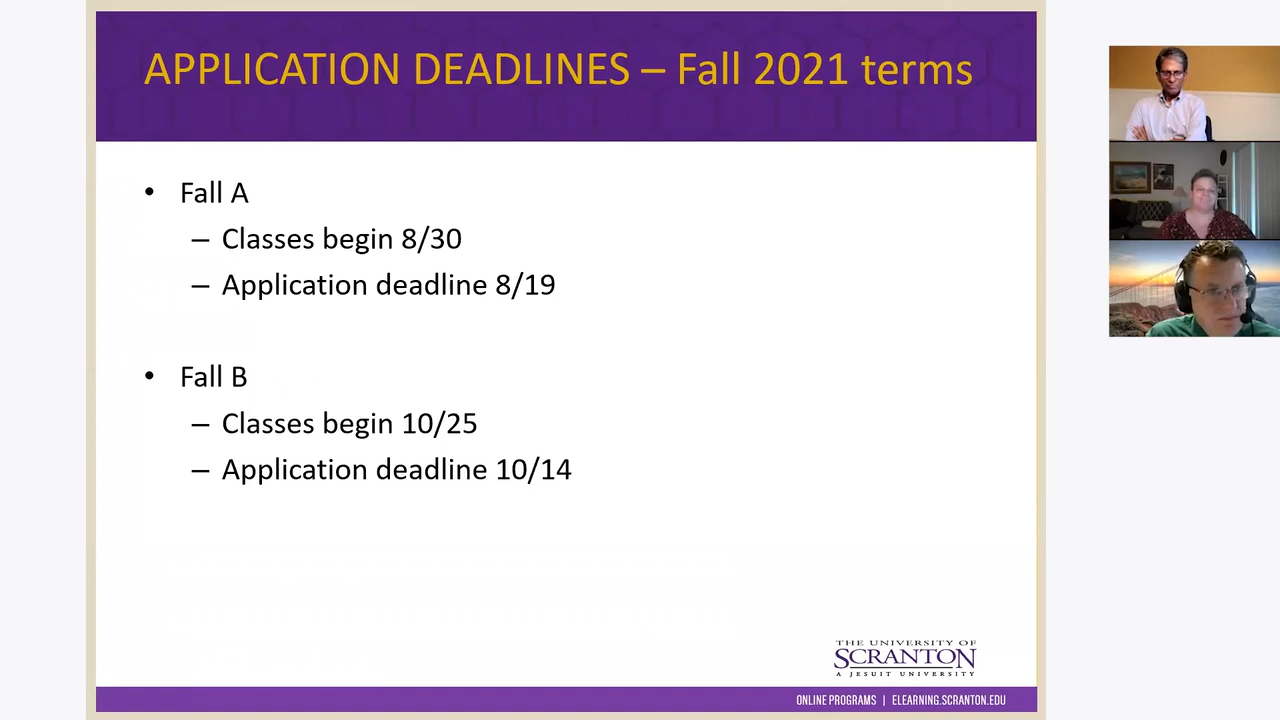 APPLICATION DEADLINES – Fall 2021 terms
• Fall A
– Classes begin 8/30
– Application deadline 8/19
• Fall B
– Classes begin 10/25
– Application deadline 10/14
THE UNIVERSITY OF
SCRANTON
A JESUIT UNIVERSITY
ONLINE PROGRAMS | ELEARNING.SCRANTON.EDU